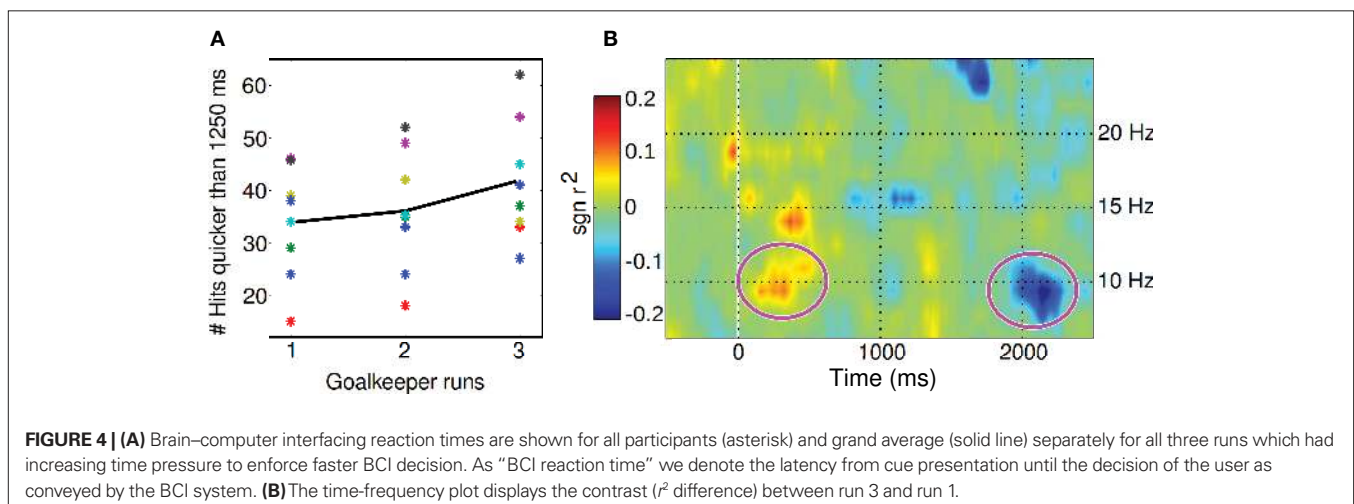 A
# Hits quicker than 1250 ms
60
50
40
30
20
1
2
3
Goalkeeper runs
B
sgn r²
0.2
0.1
0
-0.1
-0.2
20 Hz
15 Hz
10 Hz
0
1000
2000
Time (ms)
FIGURE 4 | (A) Brain–computer interfacing reaction times are shown for all participants (asterisk) and grand average (solid line) separately for all three runs which had
increasing time pressure to enforce faster BCI decision. As “BCI reaction time” we denote the latency from cue presentation until the decision of the user as
conveyed by the BCI system. (B) The time-frequency plot displays the contrast (r² difference) between run 3 and run 1.